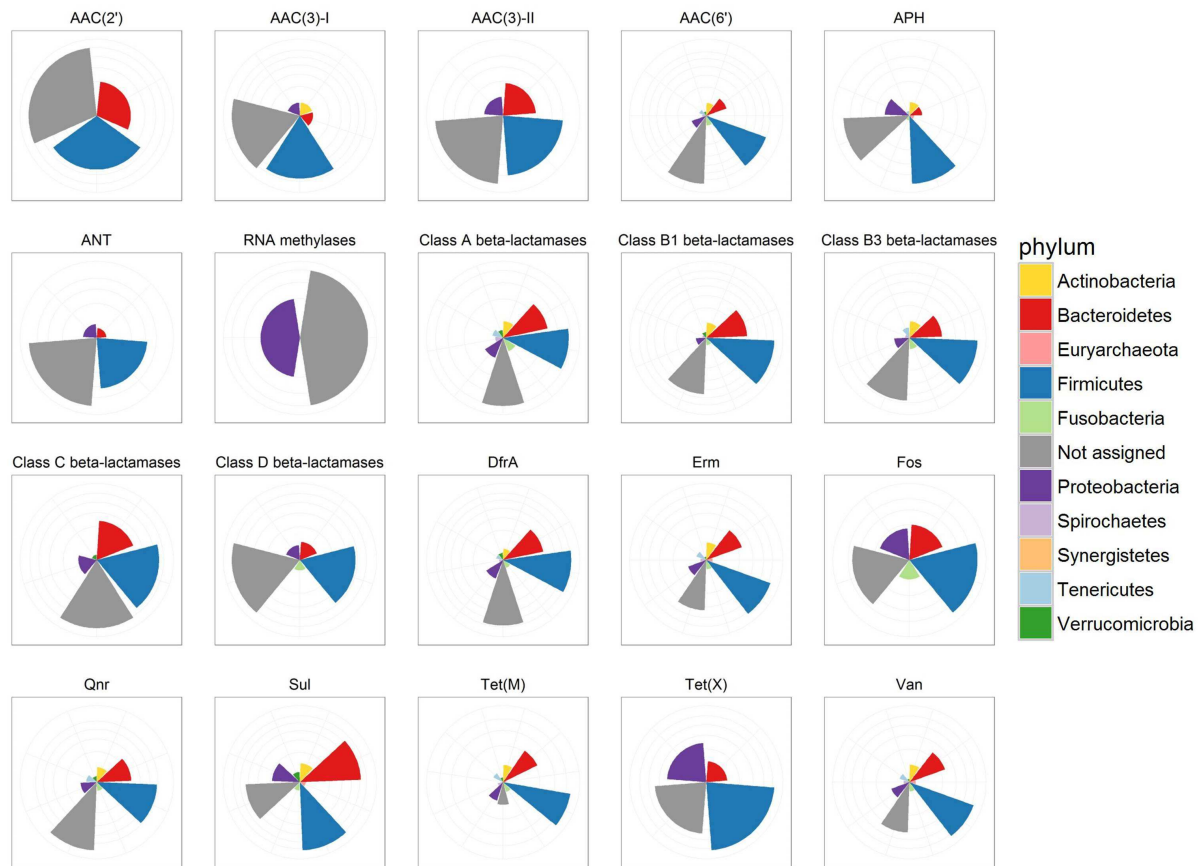 AAC(2')
AAC(3)-I
AAC(3)-II
AAC(6')
APH
ANT
RNA methylases
Class A beta-lactamases
Class B1 beta-lactamases
Class B3 beta-lactamases
Class C beta-lactamases
Class D beta-lactamases
DfrA
Erm
Fos
Qnr
Sul
Tet(M)
Tet(X)
Van
phylum
Actinobacteria
Bacteroidetes
Euryarchaeota
Firmicutes
Fusobacteria
Not assigned
Proteobacteria
Spirochaetes
Synergistetes
Tenericutes
Verrucomicrobia